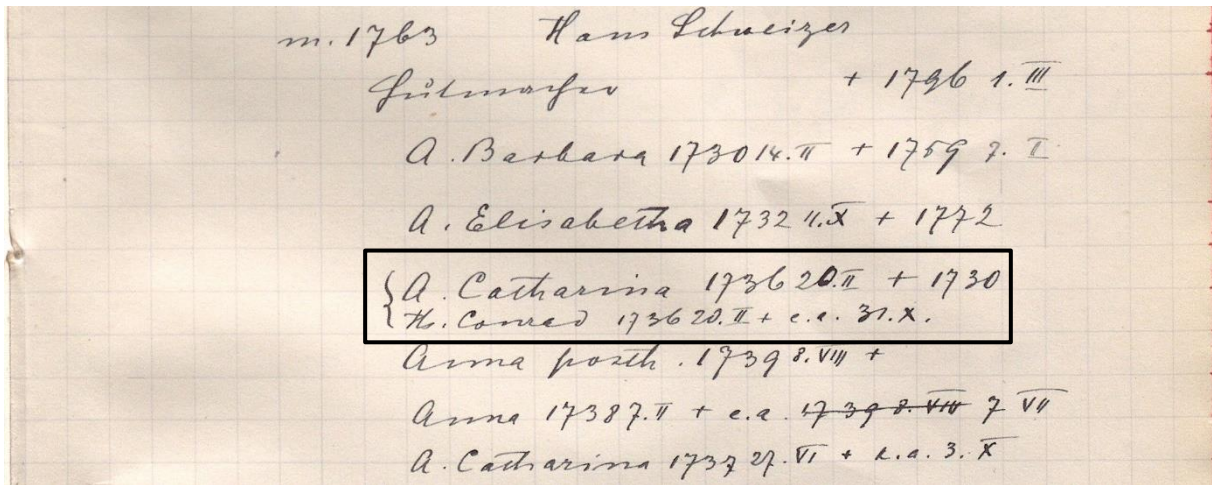 m. 1763 Hans Schweizer
Hůtmacher + 1796 1. III
A. Barbara 1730 14. II + 1759 7. I
A. Elisabetha 1732 11. X + 1772
A. Catharina 1736 20. II + 1730
H. Conrad 1736 20. II + e.a. 31. X.
Anna posth. 1739 8. VIII +
Anna 1738 7. II + e.a. 1739 8. VIII 7 VII
A. Catharina 1737 27. VI + e.a. 3. X